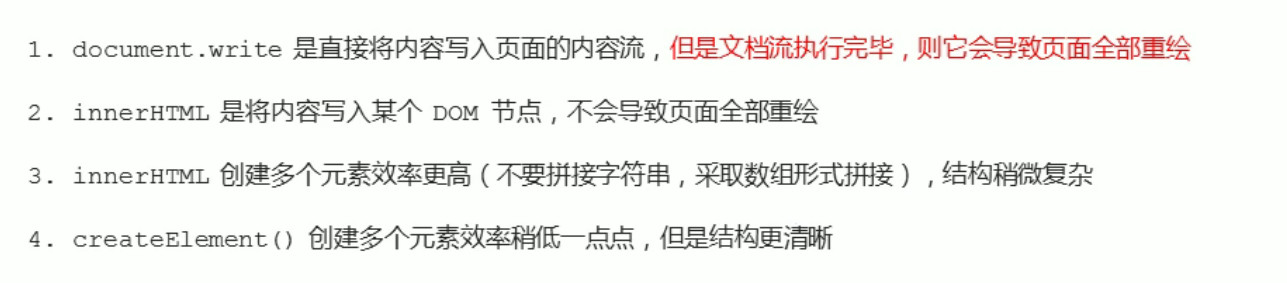 1. document.write 是直接将内容写入页面的内容流，但是文档流执行完毕，则它会导致页面全部重绘
2. innerHTML 是将内容写入某个 DOM 节点，不会导致页面全部重绘
3. innerHTML 创建多个元素效率更高（不要拼接字符串，采取数组形式拼接），结构稍微复杂
4. createElement() 创建多个元素效率稍低一点点，但是结构更清晰